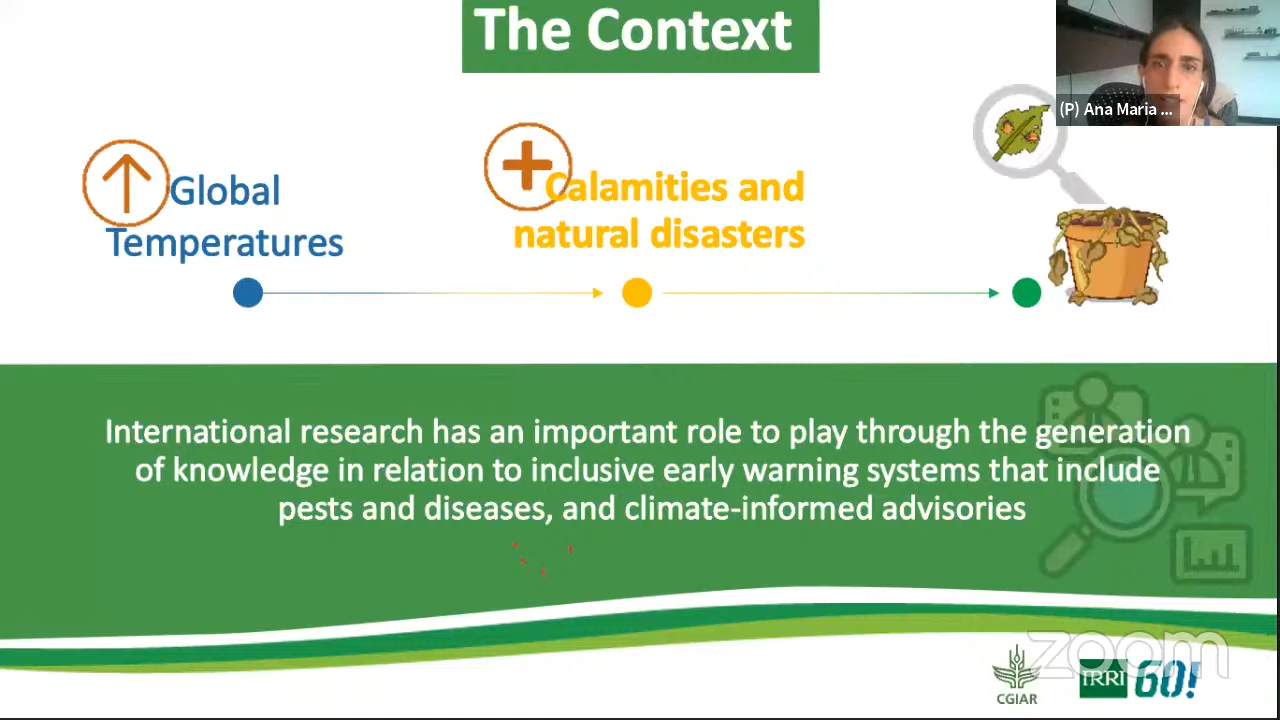 The Context
(P) Ana Maria ...
Global
Temperatures
Calamities and
natural disasters
International research has an important role to play through the generation
of knowledge in relation to inclusive early warning systems that include
pests and diseases, and climate-informed advisories
zoom
CGIAR
IRRI 60!